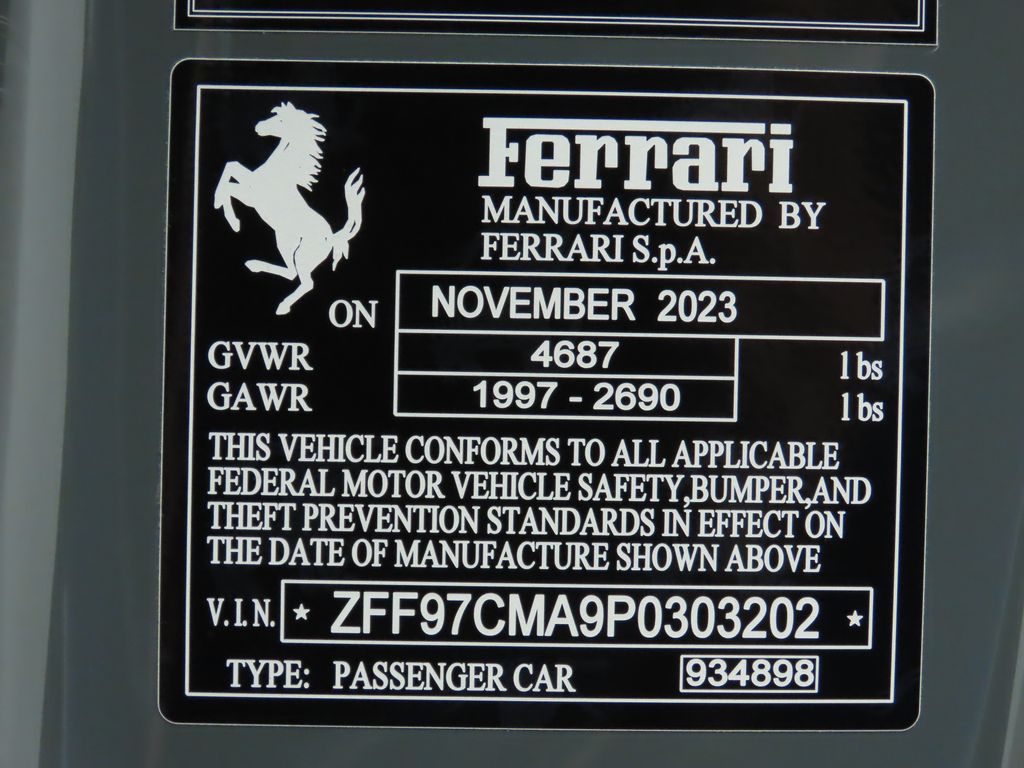 Ferrari
MANUFACTURED BY
FERRARI S.p.A.
ON NOVEMBER 2023
GVWR 4687 lbs
GAWR 1997 - 2690 lbs
THIS VEHICLE CONFORMS TO ALL APPLICABLE
FEDERAL MOTOR VEHICLE SAFETY,BUMPER,AND
THEFT PREVENTION STANDARDS IN EFFECT ON
THE DATE OF MANUFACTURE SHOWN ABOVE
V.I.N. ★ ZFF97CMA9P0303202 ★
TYPE: PASSENGER CAR 934898